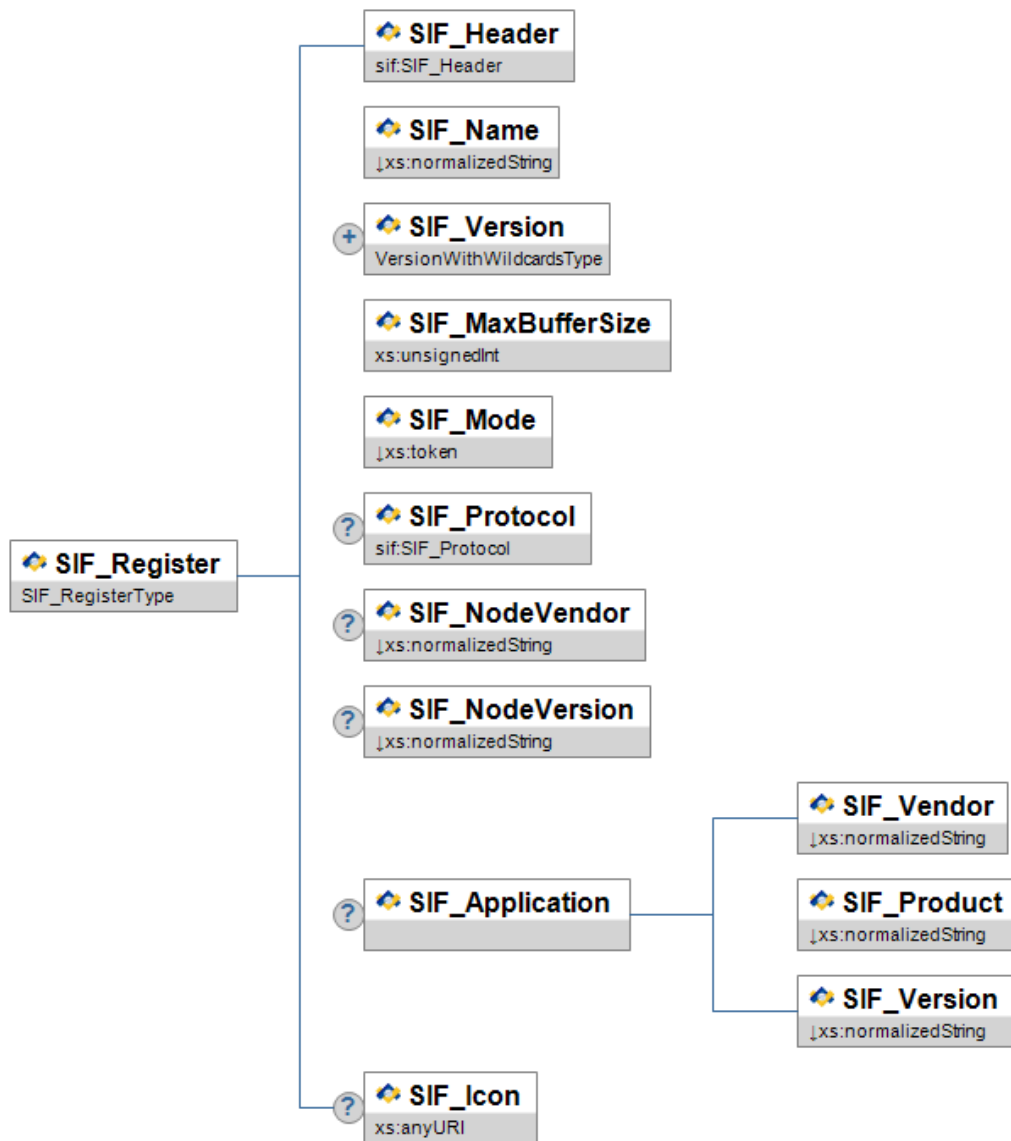 SIF_Header
sif:SIF_Header
SIF_Name
↓xs:normalizedString
+
SIF_Version
VersionWithWildcardsType
SIF_MaxBufferSize
xs:unsignedInt
SIF_Mode
↓xs:token
?
SIF_Protocol
sif:SIF_Protocol
SIF_Register
SIF_RegisterType
?
SIF_NodeVendor
↓xs:normalizedString
?
SIF_NodeVersion
↓xs:normalizedString
SIF_Vendor
↓xs:normalizedString
?
SIF_Application
SIF_Product
↓xs:normalizedString
SIF_Version
↓xs:normalizedString
?
SIF_Icon
xs:anyURI